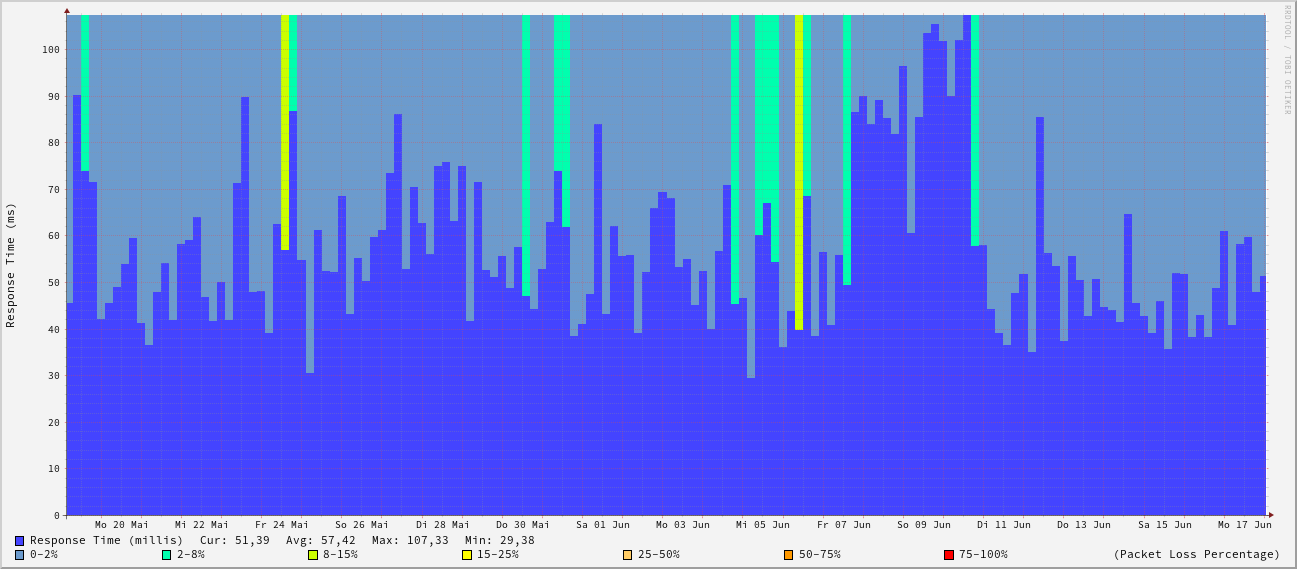 RRDTOOL / TOBI OETIKER
Response Time (ms)
100
90
80
70
60
50
40
30
20
10
0
Mo 20 Mai Mi 22 Mai Fr 24 Mai So 26 Mai Di 28 Mai Do 30 Mai Sa 01 Jun Mo 03 Jun Mi 05 Jun Fr 07 Jun So 09 Jun Di 11 Jun Do 13 Jun Sa 15 Jun Mo 17 Jun
Response Time (millis) Cur: 51,39 Avg: 57,42 Max: 107,33 Min: 29,38
0-2% 2-8% 8-15% 15-25% 25-50% 50-75% 75-100% (Packet Loss Percentage)